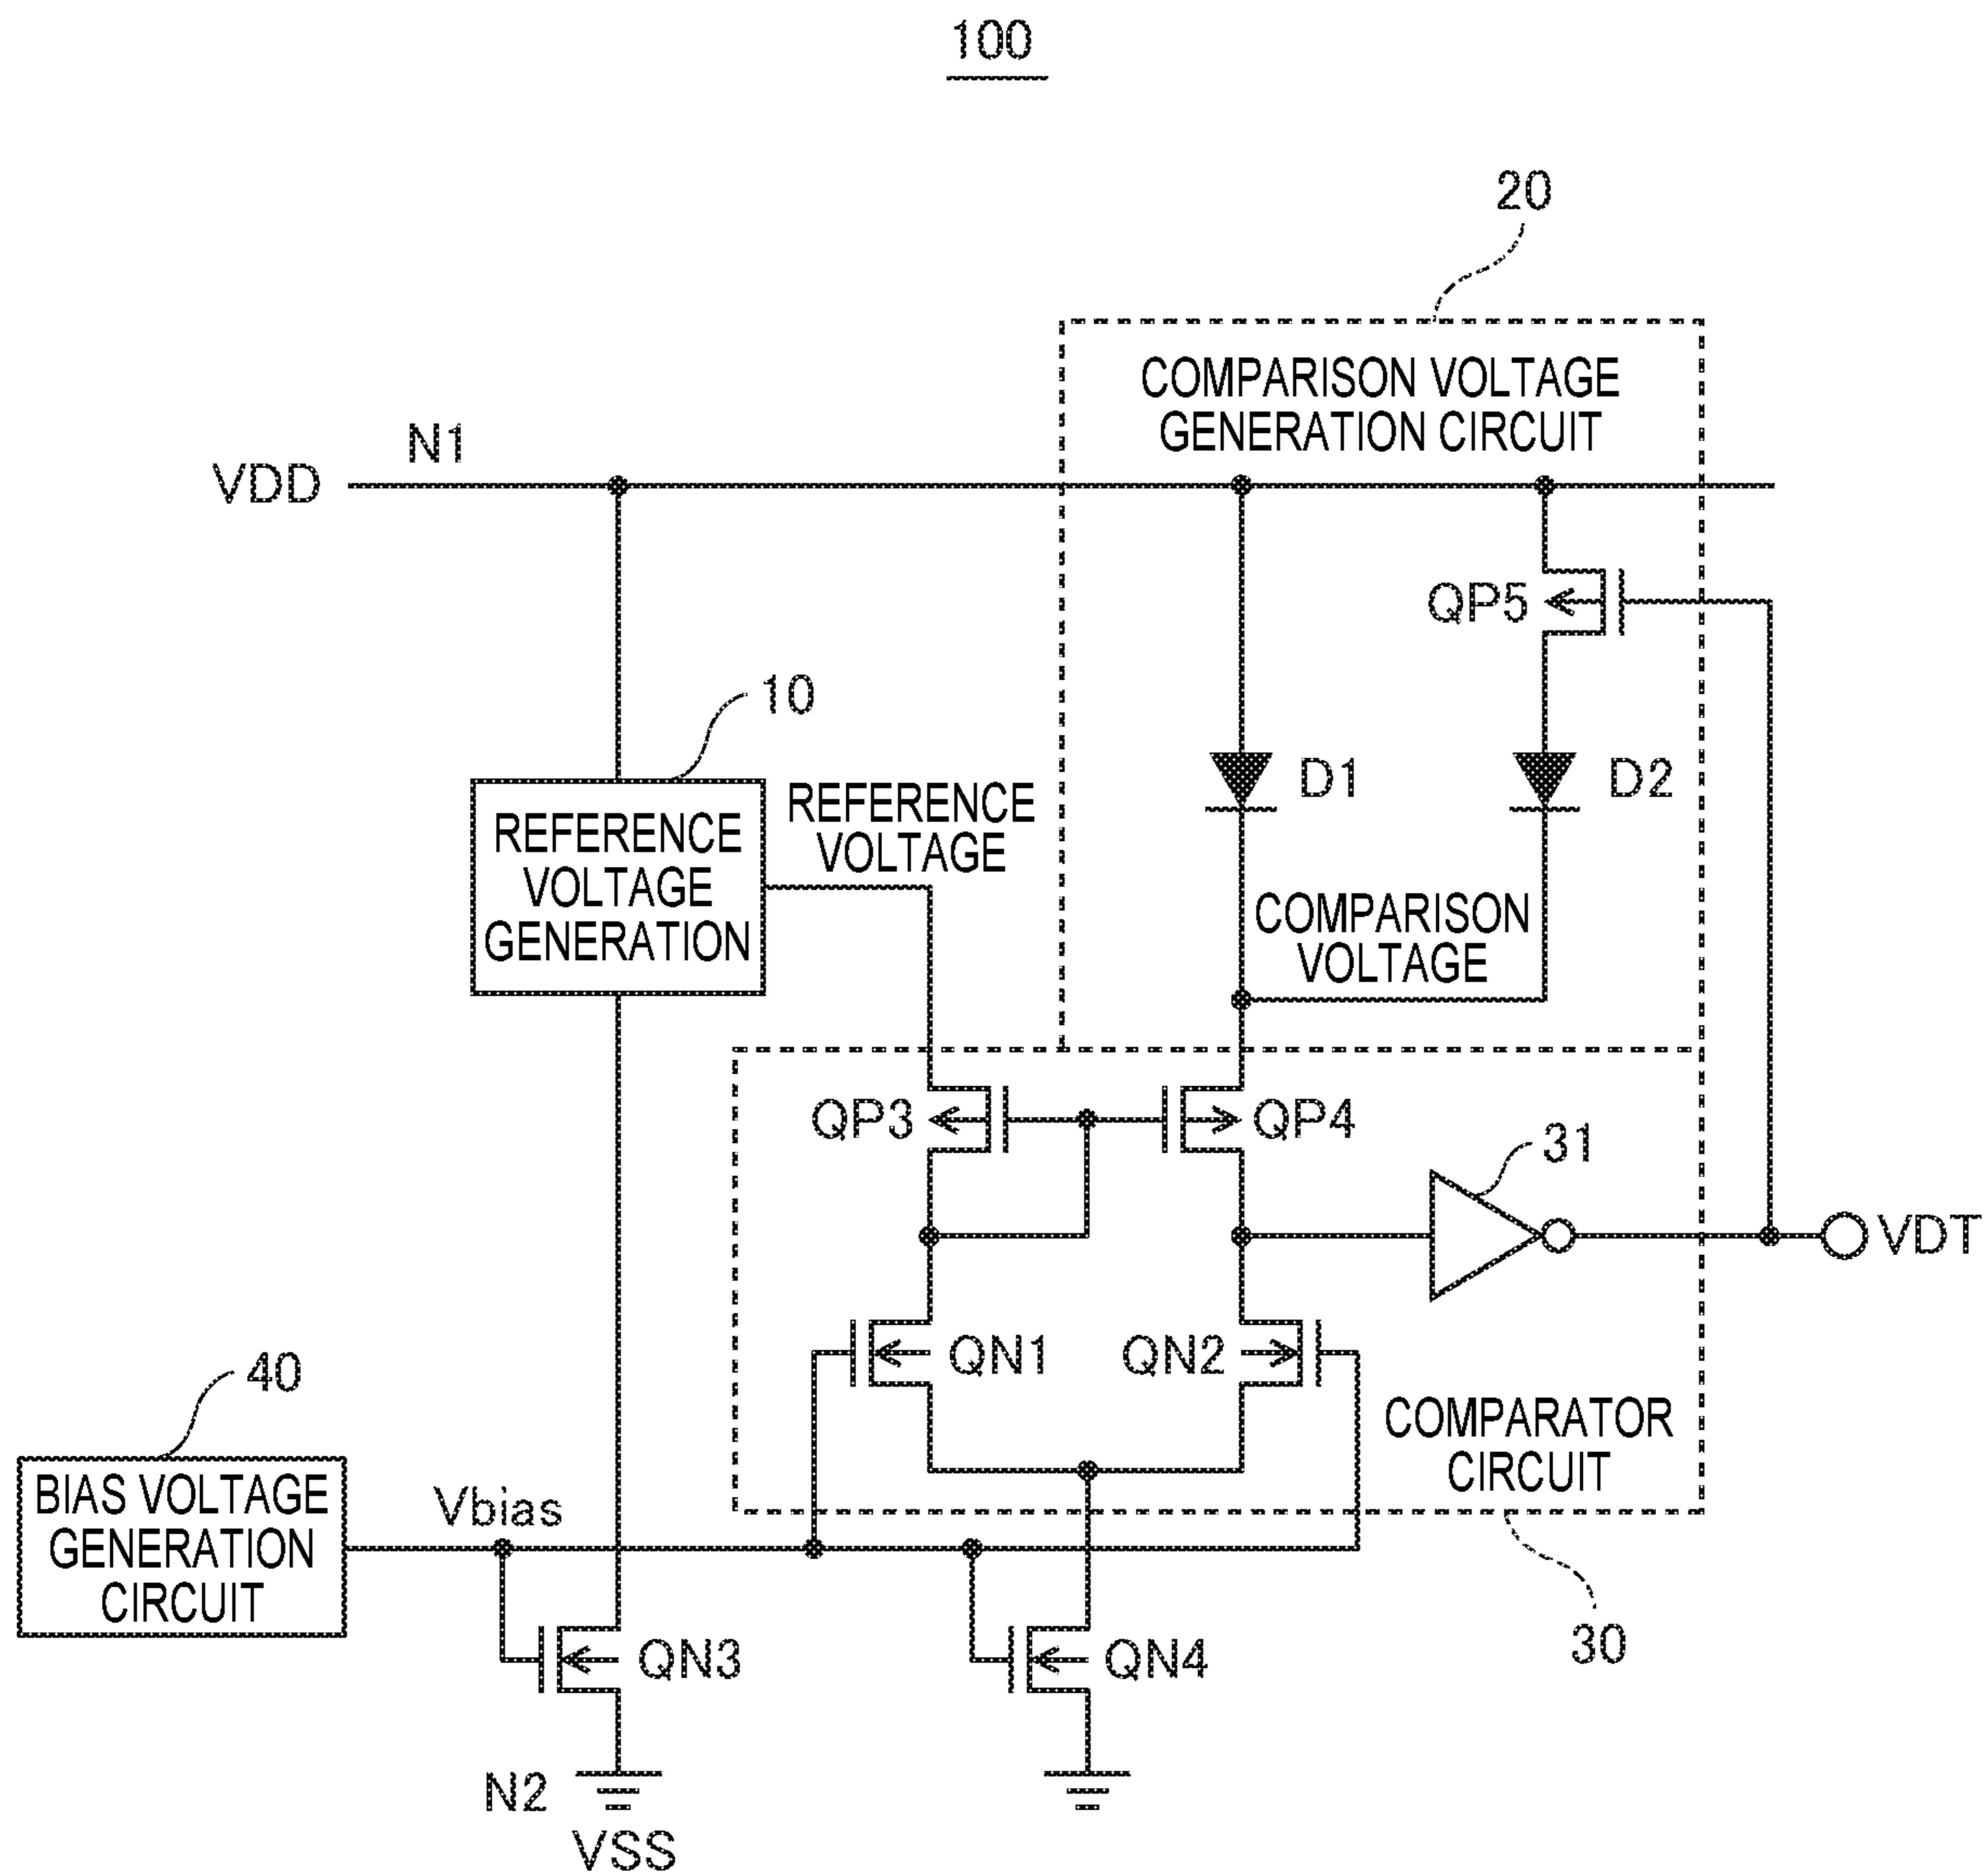 100
20
COMPARISON VOLTAGE
GENERATION CIRCUIT
N1
VDD
QP5
10
D1
D2
REFERENCE
VOLTAGE
REFERENCE
VOLTAGE
GENERATION
COMPARISON
VOLTAGE
QP3
QP4
31
VDT
QN1
QN2
40
COMPARATOR
CIRCUIT
BIAS VOLTAGE
GENERATION
CIRCUIT
Vbias
30
QN3
QN4
N2
VSS